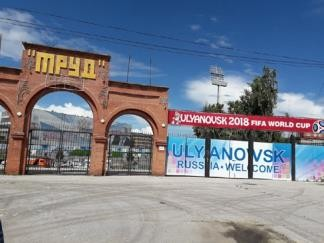 "ТРУД"
ULYANOVSK 2018 FIFA WORLD CUP
ULYANOVSK
RUSSIA • WELCOME